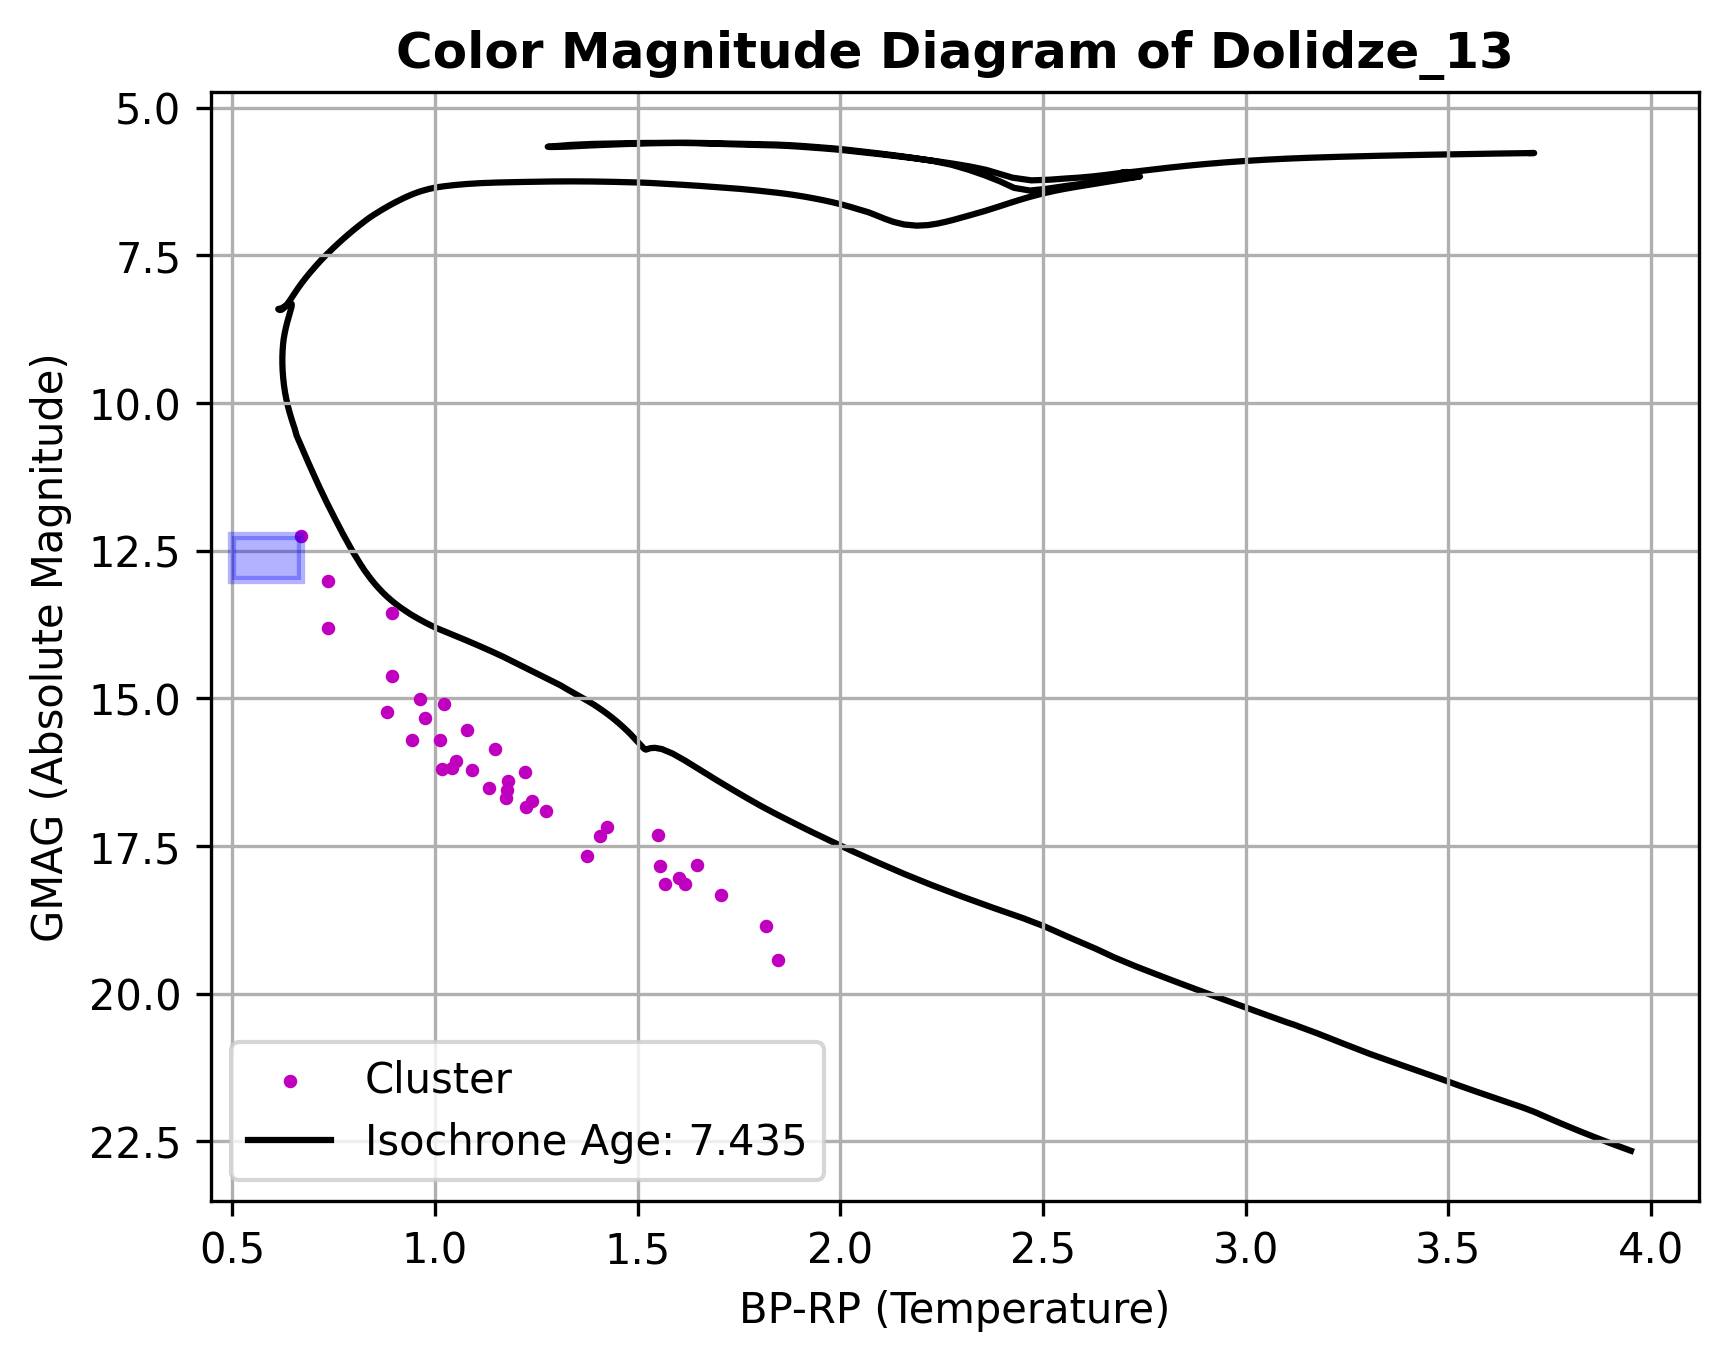 Color Magnitude Diagram of Dolidze_13
GMAG (Absolute Magnitude)
5.0
7.5
10.0
12.5
15.0
17.5
20.0
22.5
Cluster
Isochrone Age: 7.435
0.5 1.0 1.5 2.0 2.5 3.0 3.5 4.0
BP-RP (Temperature)